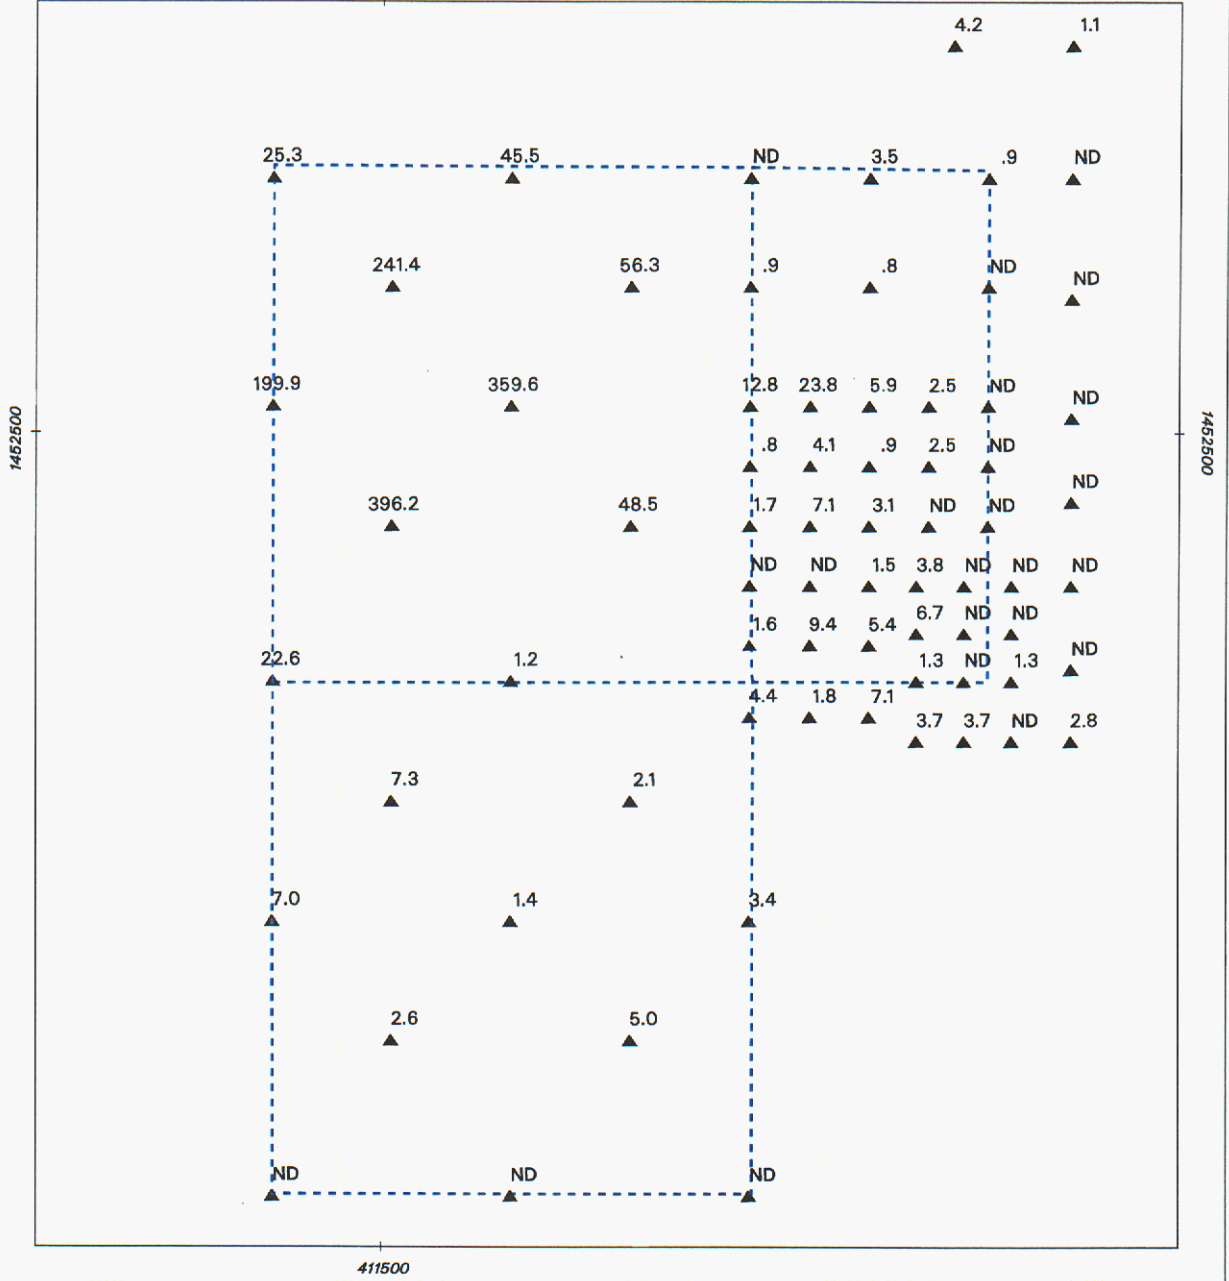 4.2 1.1
25.3 45.5 ND 3.5 .9 ND
241.4 56.3 .9 .8 ND ND
199.9 359.6 12.8 23.8 5.9 2.5 ND ND
1452500 .8 4.1 .9 2.5 ND 1452500
ND
396.2 48.5 1.7 7.1 3.1 ND ND
ND ND 1.5 3.8 ND ND ND
1.6 9.4 5.4 6.7 ND ND
22.6 1.2 1.3 ND 1.3 ND
4.4 1.8 7.1
3.7 3.7 ND 2.8
7.3 2.1
7.0 1.4 3.4
2.6 5.0
ND ND ND
411500